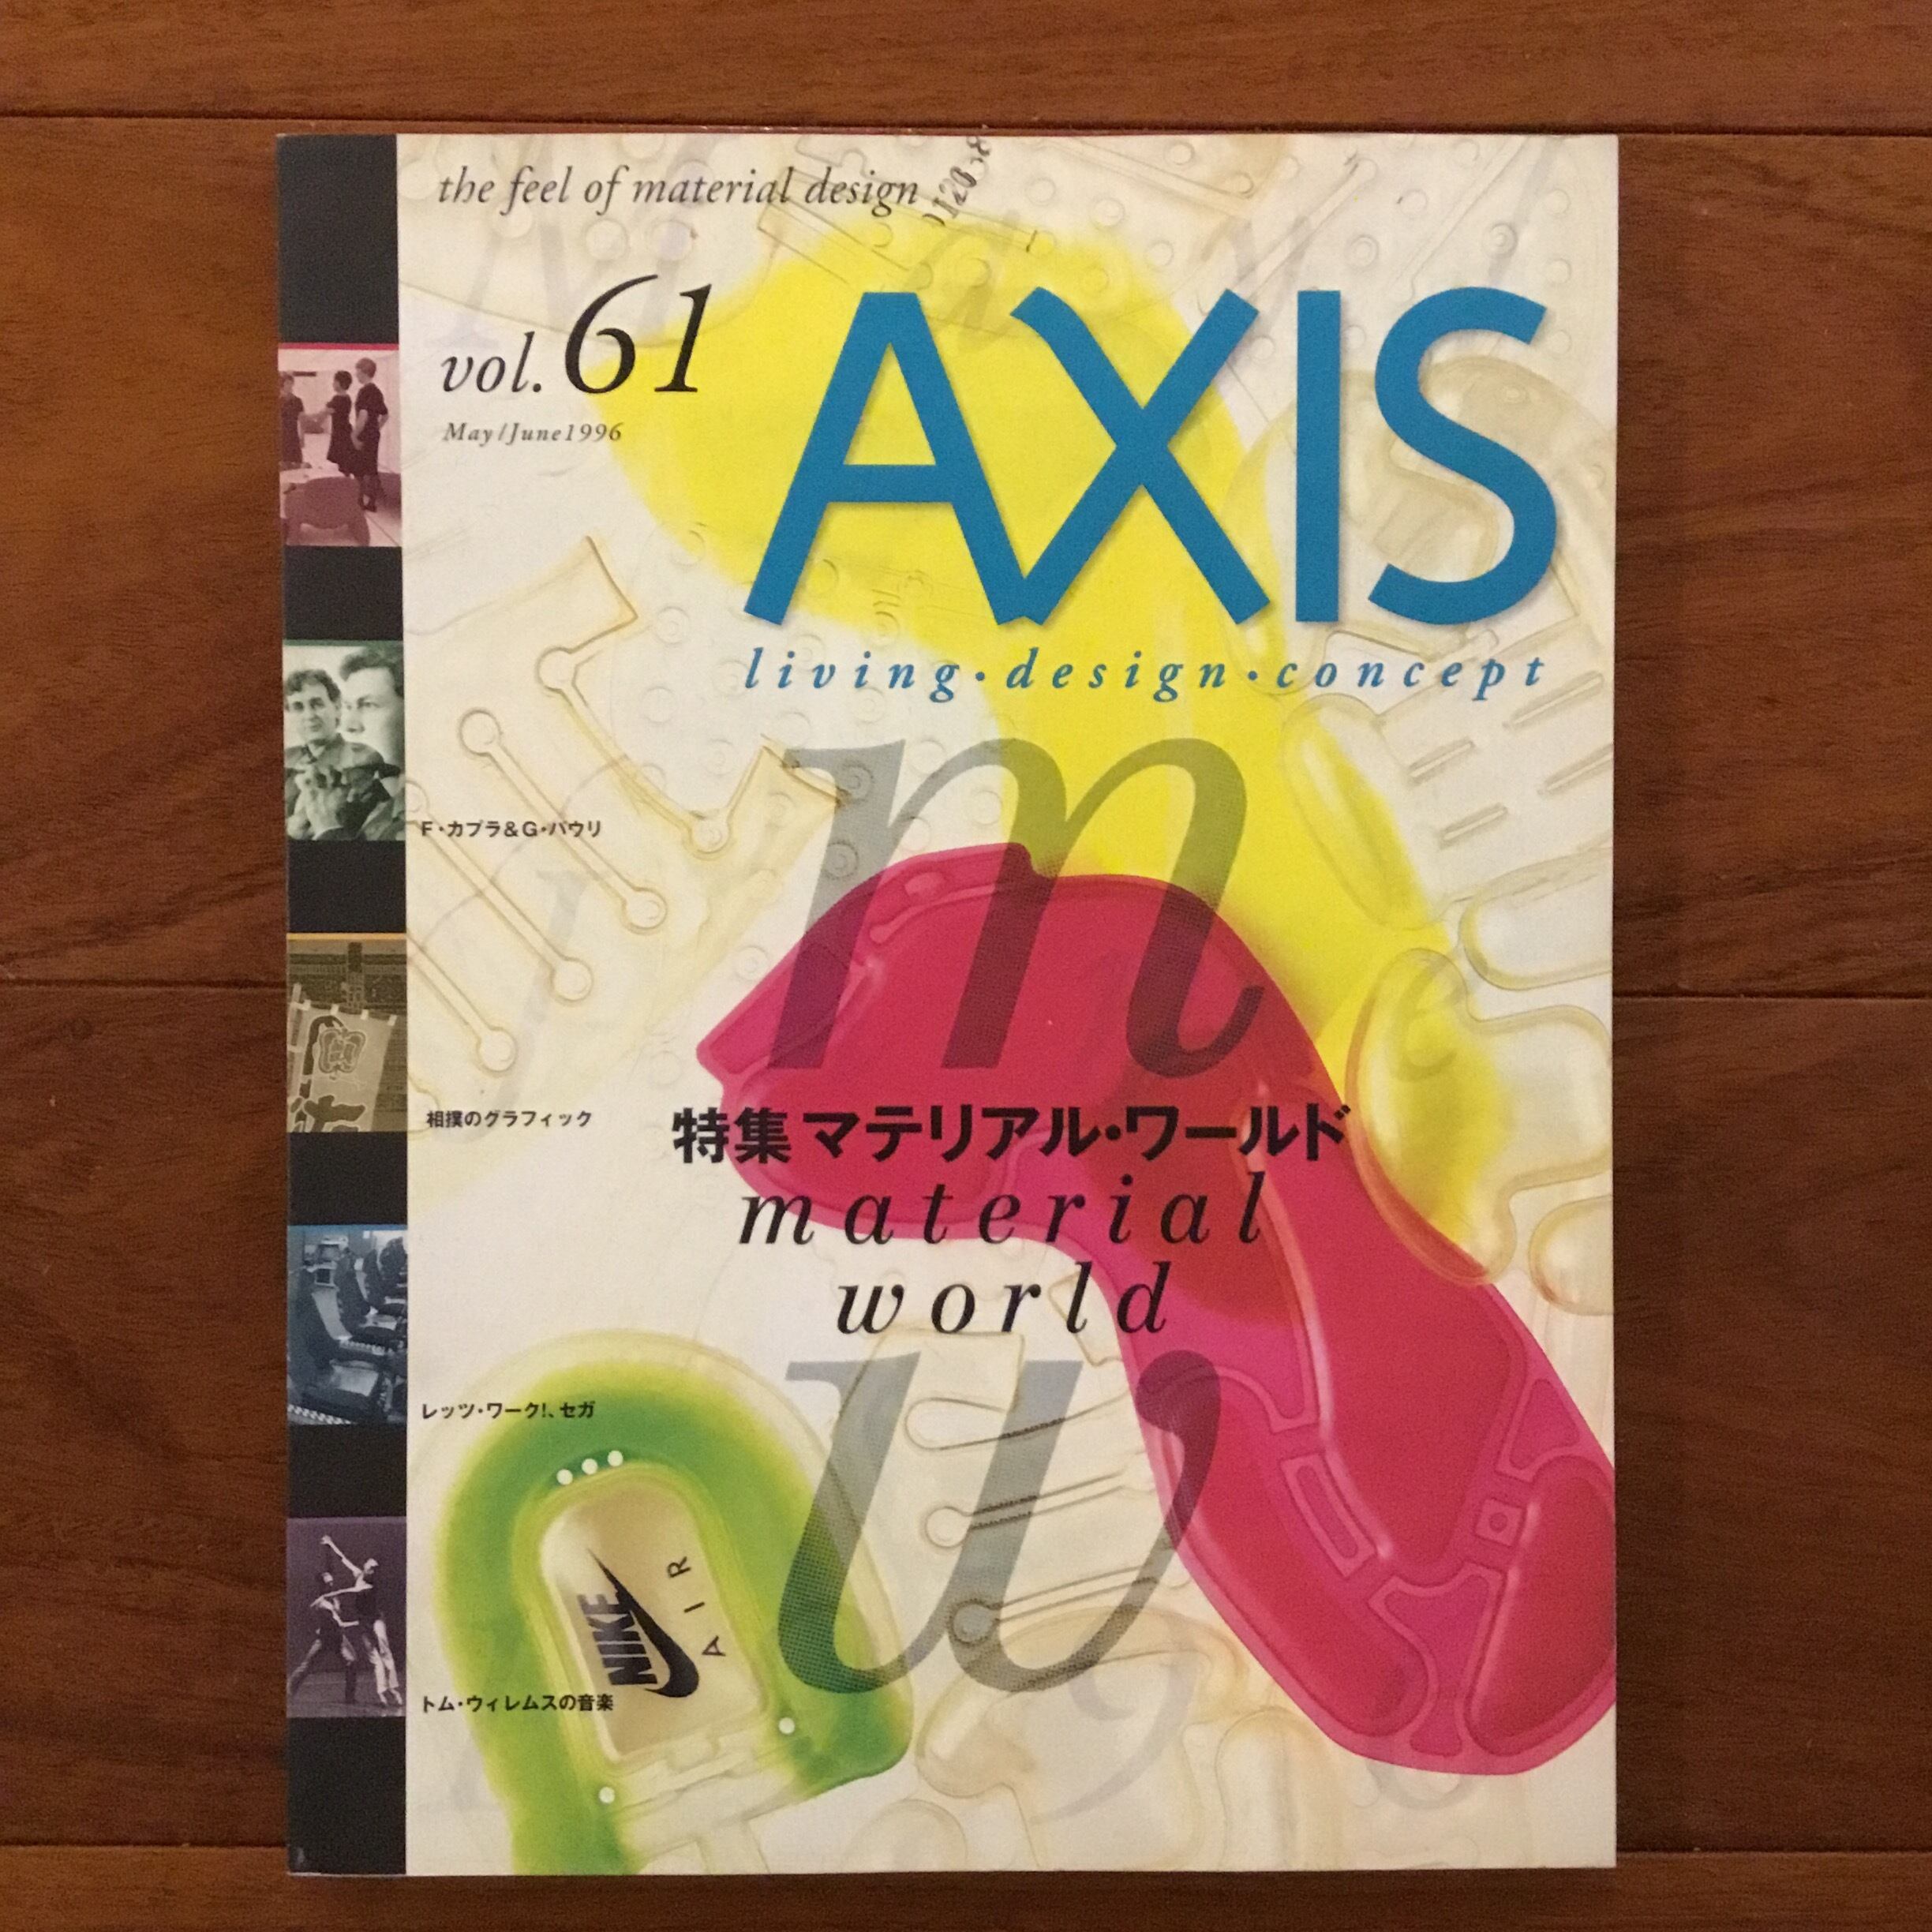 the feel of material design
vol. 61
May/June1996
AXIS
living・design・concept
m
F・カプラ&G・パウリ
相撲のグラフィック
特集 マテリアル・ワールド
material
world
w
レッツ・ワーク!、セガ
NIKE
AIR
トム・ウィレムスの音楽